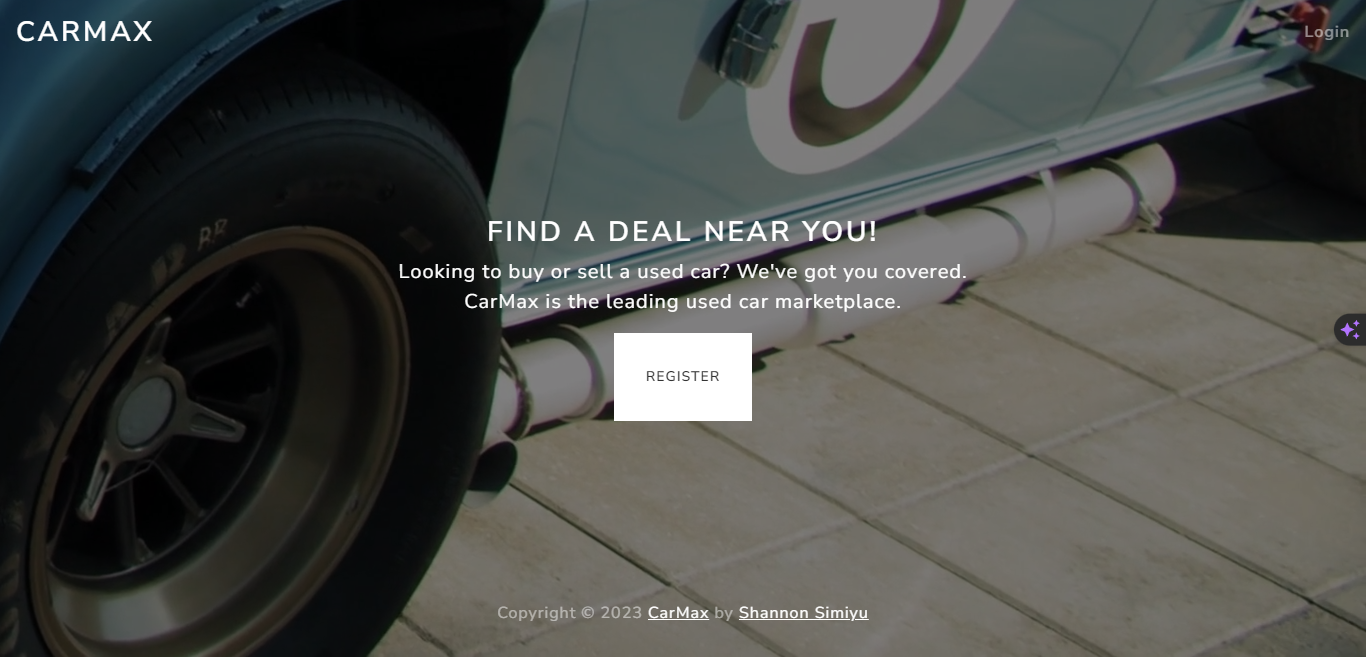 CARMAX
Login
FIND A DEAL NEAR YOU!
Looking to buy or sell a used car? We've got you covered.
CarMax is the leading used car marketplace.
REGISTER
Copyright © 2023 CarMax by Shannon Simiyu